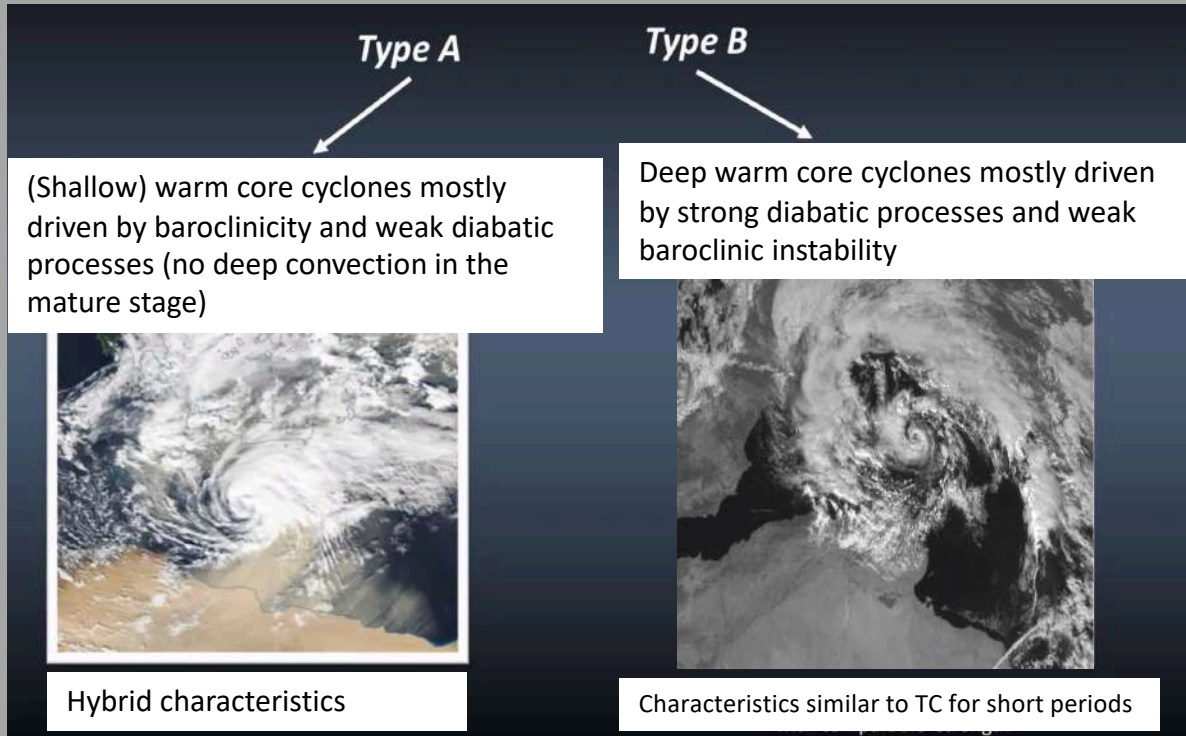 Type A
Type B
(Shallow) warm core cyclones mostly
driven by baroclinicity and weak diabatic
processes (no deep convection in the
mature stage)
Deep warm core cyclones mostly driven
by strong diabatic processes and weak
baroclinic instability
Hybrid characteristics
Characteristics similar to TC for short periods